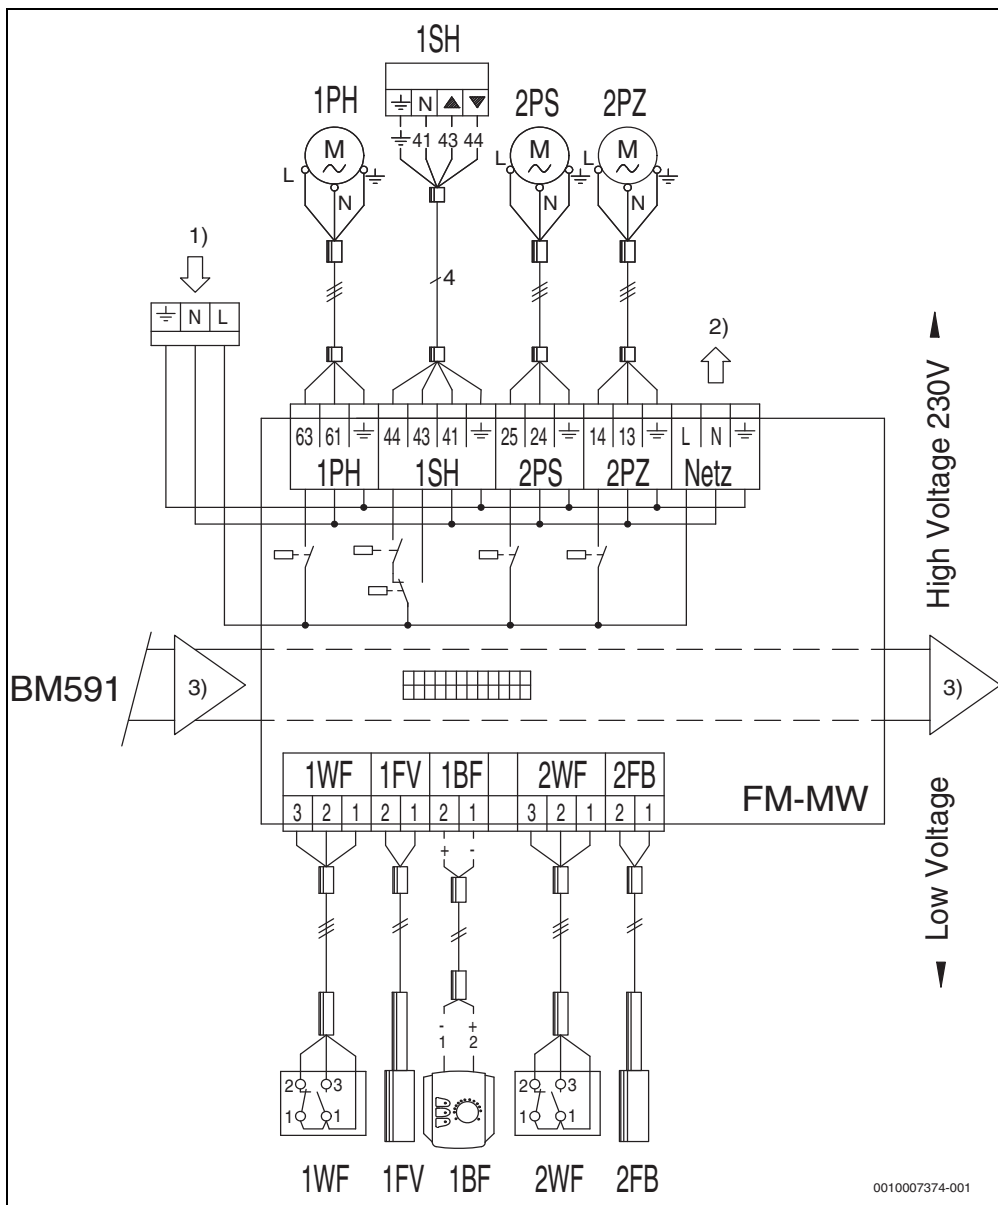 1SH
1PH
N
2PS
2PZ
41 43 44
M
L
N
M
L
N
M
L
N
1)
4
N L
2)
63 61
44 43 41
25 24
14 13
L N
1PH
1SH
2PS
2PZ
Netz
High Voltage 230V
BM591
3)
3)
1WF
1FV
1BF
2WF
2FB
3 2 1
2 1
2 1
3 2 1
2 1
FM-MW
Low Voltage
+ -
- +
1 2
2 3
1 1
2 3
1 1
1WF
1FV
1BF
2WF
2FB
0010007374-001